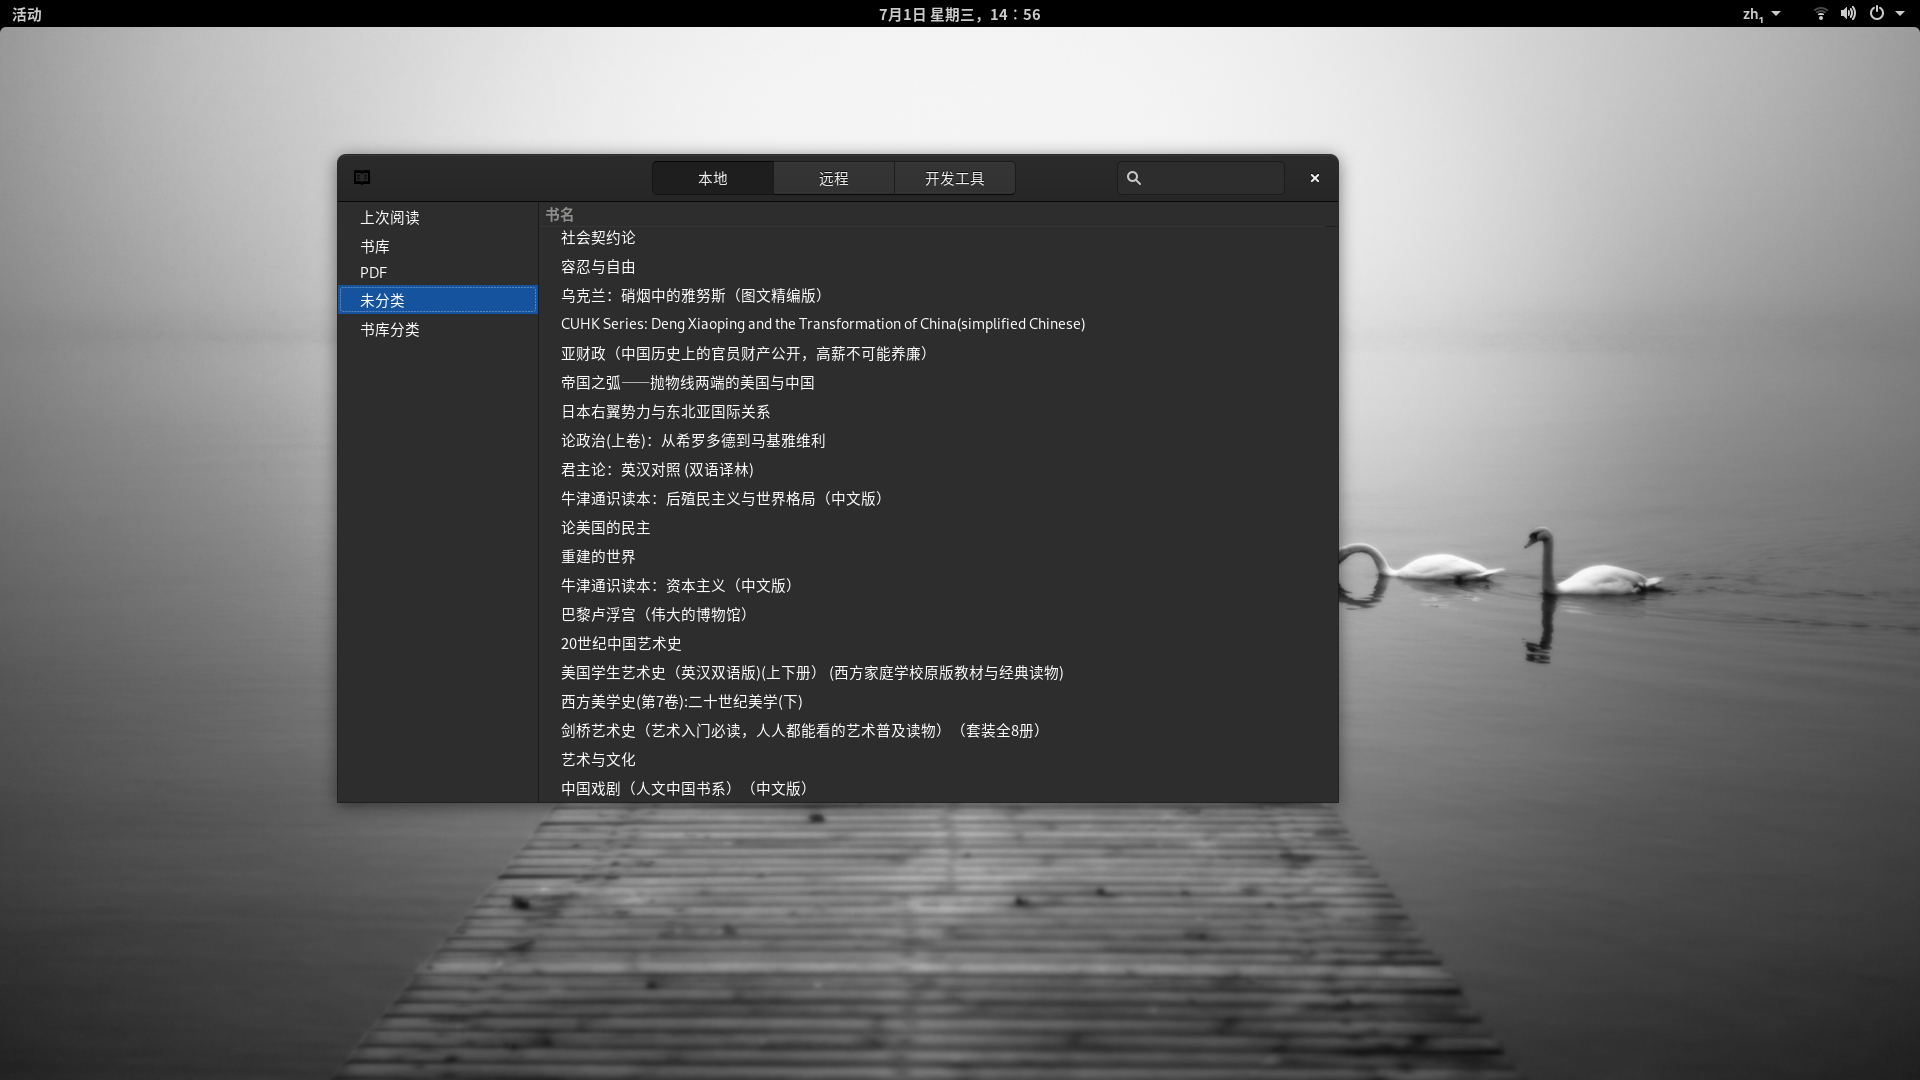 活动
7月1日 星期三，14：56
zh₁
本地
远程
开发工具
上次阅读
书库
PDF
未分类
书库分类
书名
社会契约论
容忍与自由
乌克兰：硝烟中的雅努斯（图文精编版）
CUHK Series: Deng Xiaoping and the Transformation of China(simplified Chinese)
亚财政（中国历史上的官员财产公开，高薪不可能养廉）
帝国之弧——抛物线两端的美国与中国
日本右翼势力与东北亚国际关系
论政治(上卷)：从希罗多德到马基雅维利
君主论：英汉对照 (双语译林)
牛津通识读本：后殖民主义与世界格局（中文版）
论美国的民主
重建的世界
牛津通识读本：资本主义（中文版）
巴黎卢浮宫（伟大的博物馆）
20世纪中国艺术史
美国学生艺术史（英汉双语版)(上下册） (西方家庭学校原版教材与经典读物)
西方美学史(第7卷):二十世纪美学(下)
剑桥艺术史（艺术入门必读，人人都能看的艺术普及读物）（套装全8册）
艺术与文化
中国戏剧（人文中国书系）（中文版）